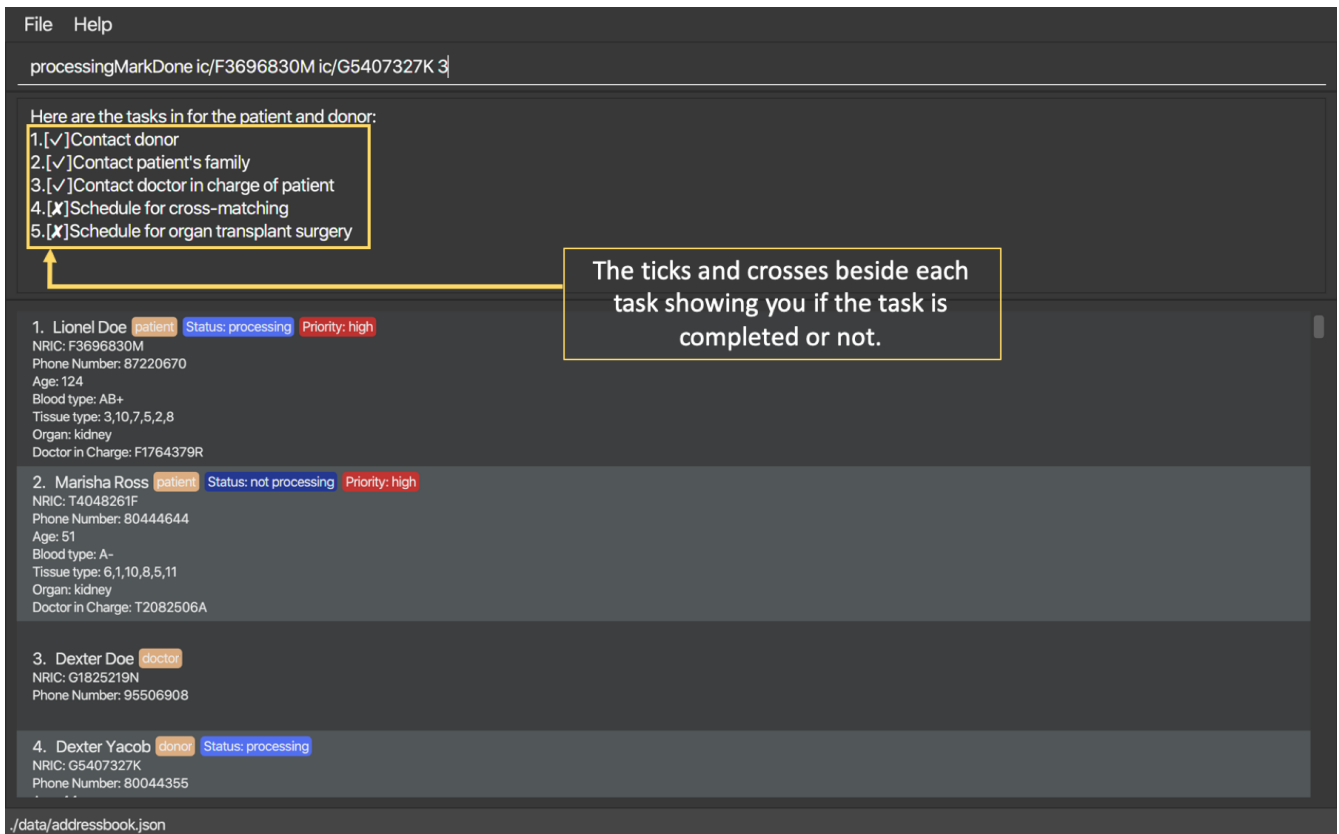 File Help
processingMarkDone ic/F3696830M ic/G5407327K 3
Here are the tasks in for the patient and donor:
1.[✓]Contact donor
2.[✓]Contact patient's family
3.[✓]Contact doctor in charge of patient
4.[✗]Schedule for cross-matching
5.[✗]Schedule for organ transplant surgery
The ticks and crosses beside each
task showing you if the task is
completed or not.
1. Lionel Doe patient Status: processing Priority: high
NRIC: F3696830M
Phone Number: 87220670
Age: 124
Blood type: AB+
Tissue type: 3,10,7,5,2,8
Organ: kidney
Doctor in Charge: F1764379R
2. Marisha Ross patient Status: not processing Priority: high
NRIC: T4048261F
Phone Number: 80444644
Age: 51
Blood type: A-
Tissue type: 6,1,10,8,5,11
Organ: kidney
Doctor in Charge: T2082506A
3. Dexter Doe doctor
NRIC: G1825219N
Phone Number: 95506908
4. Dexter Yacob donor Status: processing
NRIC: G5407327K
Phone Number: 80044355
./data/addressbook.json